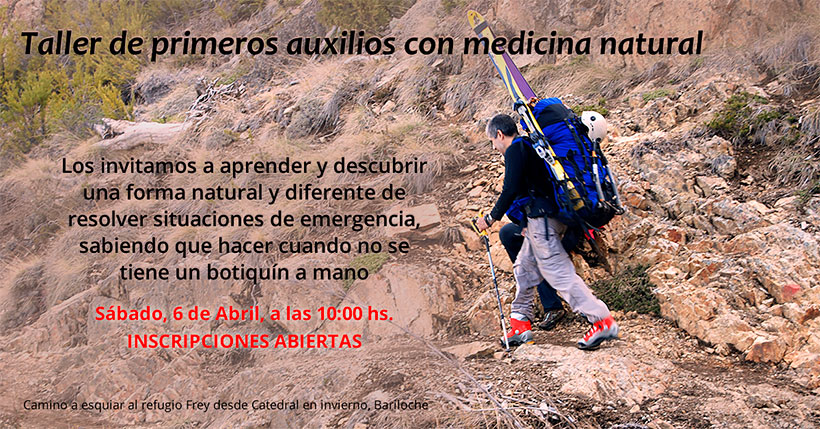 Taller de primeros auxilios con medicina natural
Los invitamos a aprender y descubrir
una forma natural y diferente de
resolver situaciones de emergencia,
sabiendo que hacer cuando no se
tiene un botiquín a mano
Sábado, 6 de Abril, a las 10:00 hs.
INSCRIPCIONES ABIERTAS
Camino a esquiar al refugio Frey desde Catedral en invierno, Bariloche